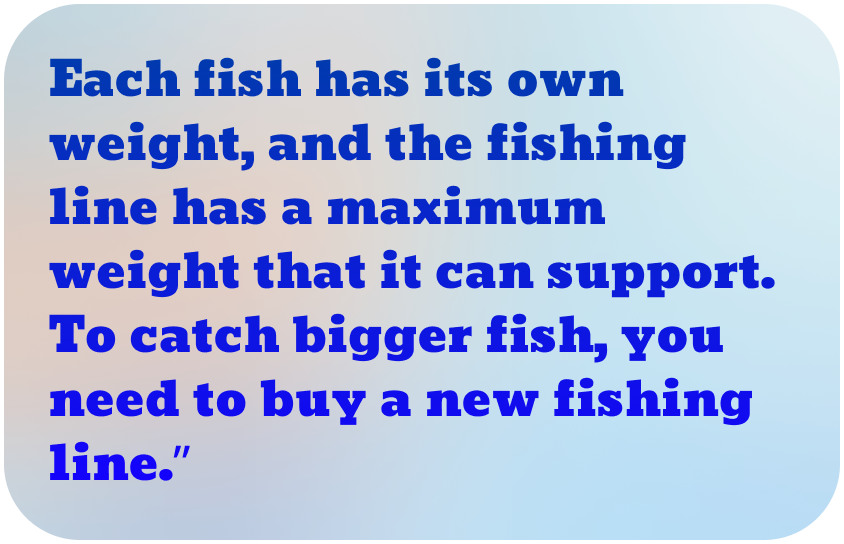 Each fish has its own
weight, and the fishing
line has a maximum
weight that it can support.
To catch bigger fish, you
need to buy a new fishing
line.″